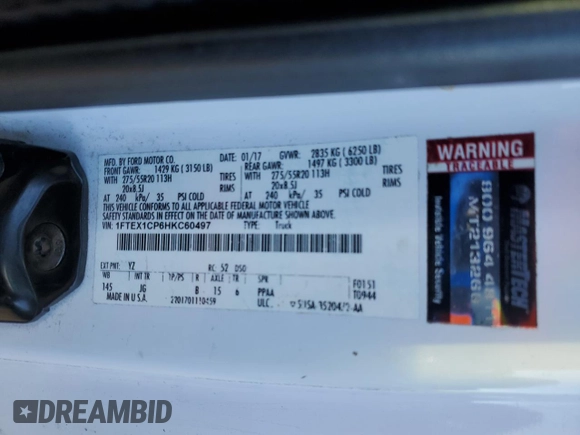 MFD. BY FORD MOTOR CO. 01/17 GVWR: 2835 KG ( 6250 LB)
FRONT GAWR: 1429 KG ( 3150 LB) REAR GAWR: 1497 KG ( 3300 LB)
WITH 275/55R20 113H TIRES WITH 275/55R20 113H TIRES
20x8.5J RIMS 20x8.5J RIMS
AT 240 kPa/ 35 PSI COLD AT 240 kPa/ 35 PSI COLD
THIS VEHICLE CONFORMS TO ALL APPLICABLE FEDERAL MOTOR VEHICLE SAFETY
STANDARDS IN EFFECT ON THE DATE OF MANUFACTURE SHOWN ABOVE.
VIN: 1FTEX1CP6HKC60497 TYPE: Truck
EXT PNT: YZ RC: 52 DSO
WB INT TR TP/PS R AXLE TR SPR F0151
145 JG B 15 6 PPAA T0944
MADE IN U.S.A. ULC
WARNING
TRACEABLE
MASTERTECH
800 964
DREAMBID